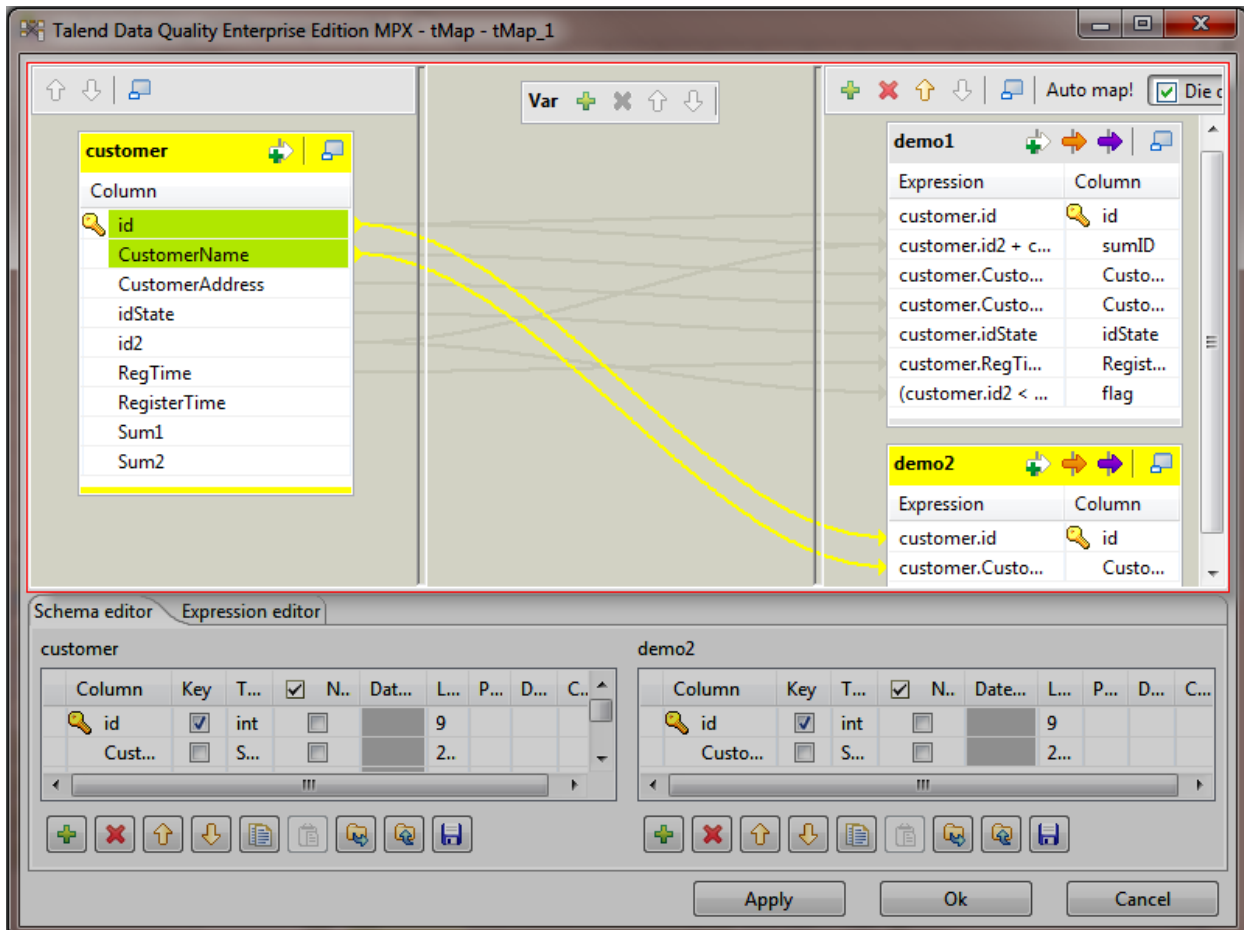 Talend Data Quality Enterprise Edition MPX - tMap - tMap_1
Var
Auto map! Die
customer
Column
id
CustomerName
CustomerAddress
idState
id2
RegTime
RegisterTime
Sum1
Sum2
demo1
Expression Column
customer.id id
customer.id2 + c... sumID
customer.Custo... Custo...
customer.Custo... Custo...
customer.idState idState
customer.RegTi... Regist...
(customer.id2 < ... flag
demo2
Expression Column
customer.id id
customer.Custo... Custo...
Schema editor Expression editor
customer
Column Key T... N.. Dat... L... P... D... C..
id int 9
Cust... S... 2..
demo2
Column Key T... N.. Date... L... P... D... C...
id int 9
Custo... S... 2...
Apply Ok Cancel